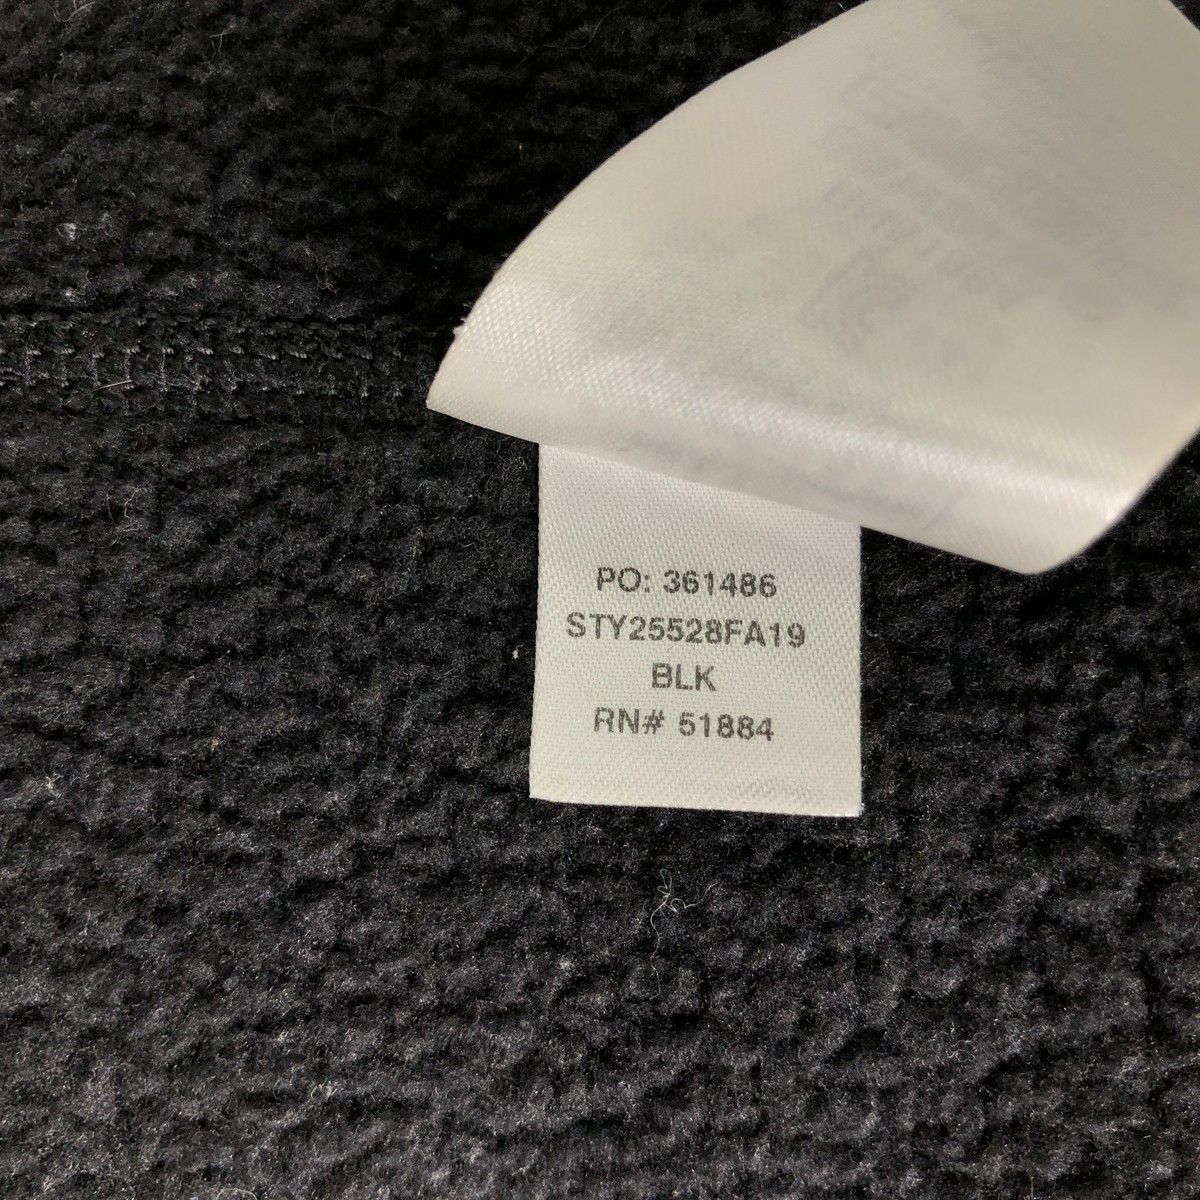 PO: 361486
STY25528FA19
BLK
RN# 51884